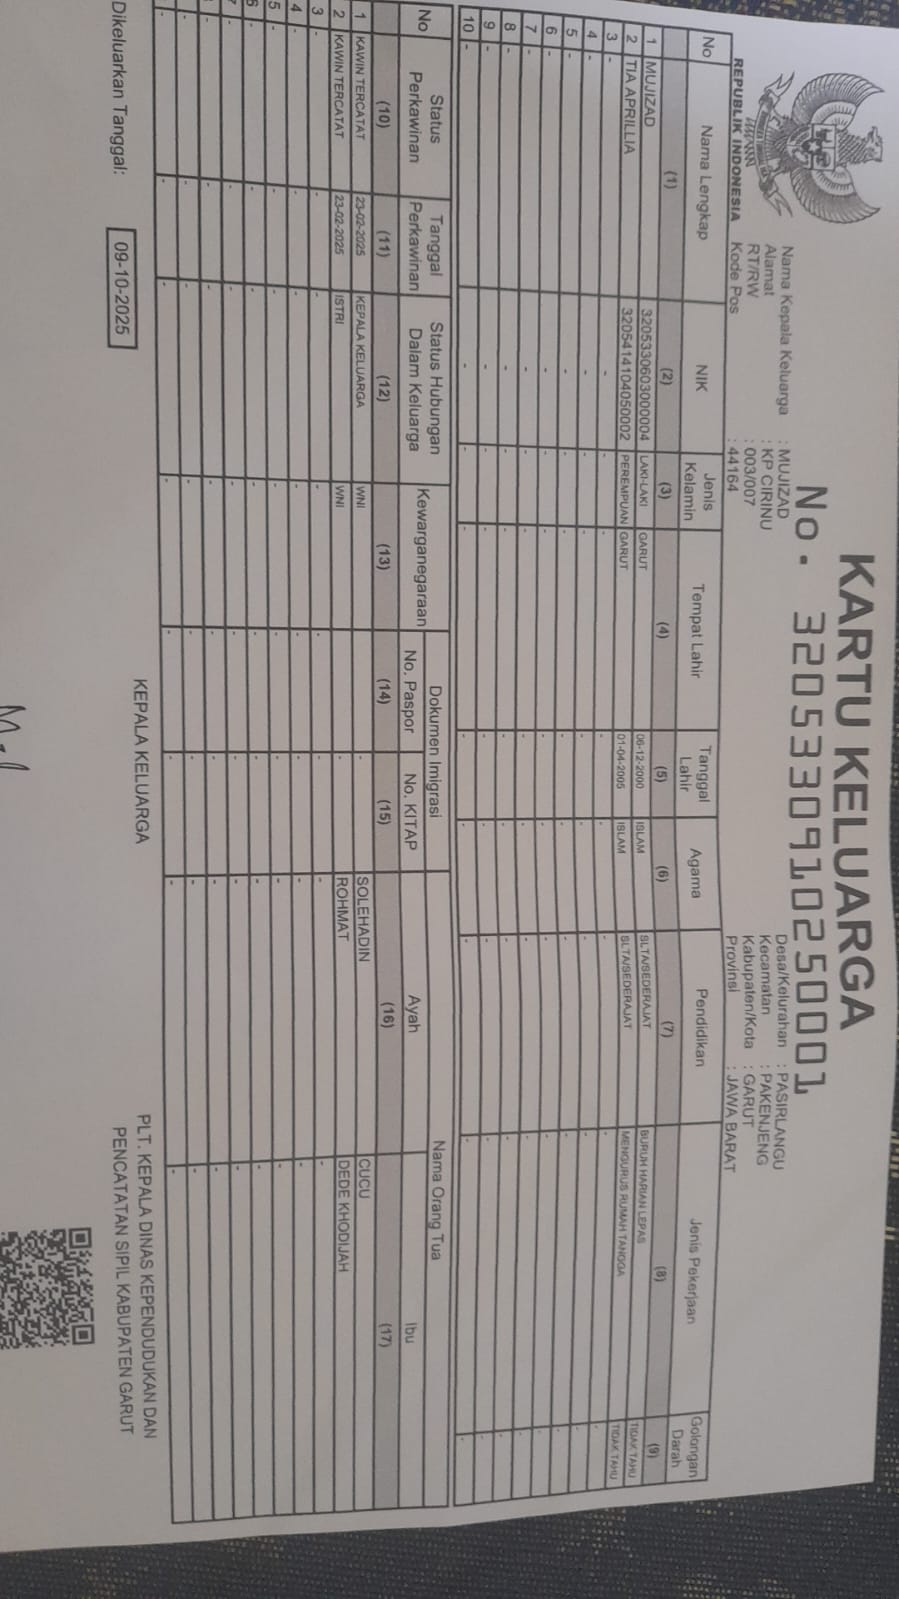 KARTU KELUARGA
No. 3205330910250001
REPUBLIK INDONESIA
Nama Kepala Keluarga : MUJIZAD
Alamat : KP CIRINU
RT/RW : 003/007
Kode Pos : 44164
Desa/Kelurahan : PASIRLANGU
Kecamatan : PAKENJENG
Kabupaten/Kota : GARUT
Provinsi : JAWA BARAT
No Nama Lengkap NIK Jenis Kelamin Tempat Lahir Tanggal Lahir Agama Pendidikan Jenis Pekerjaan Golongan Darah
(1) (2) (3) (4) (5) (6) (7) (8) (9)
1 MUJIZAD 3205330603000004 LAKI-LAKI GARUT 06-12-2000 ISLAM SLTA/SEDERAJAT BURUH HARIAN LEPAS TIDAK TAHU
2 TIA APRILLIA 3205414104050002 PEREMPUAN GARUT 01-04-2005 ISLAM SLTA/SEDERAJAT MENGURUS RUMAH TANGGA TIDAK TAHU
3 - - - - - - - - -
4 - - - - - - - - -
5 - - - - - - - - -
6 - - - - - - - - -
7 - - - - - - - - -
8 - - - - - - - - -
9 - - - - - - - - -
10 - - - - - - - - -
No Status Perkawinan Tanggal Perkawinan Status Hubungan Dalam Keluarga Kewarganegaraan Dokumen Imigrasi Nama Orang Tua
No. Paspor No. KITAP Ayah Ibu
(10) (11) (12) (13) (14) (15) (16) (17)
1 KAWIN TERCATAT 23-02-2025 KEPALA KELUARGA WNI - - SOLEHADIN CUCU
2 KAWIN TERCATAT 23-02-2025 ISTRI WNI - - ROHMAT DEDE KHODIJAH
3 - - - - - - - -
4 - - - - - - - -
5 - - - - - - - -
6 - - - - - - - -
7 - - - - - - - -
- - - - - - - -
- - - - - - - -
- - - - - - - -
Dikeluarkan Tanggal: 09-10-2025
KEPALA KELUARGA
PLT. KEPALA DINAS KEPENDUDUKAN DAN
PENCATATAN SIPIL KABUPATEN GARUT